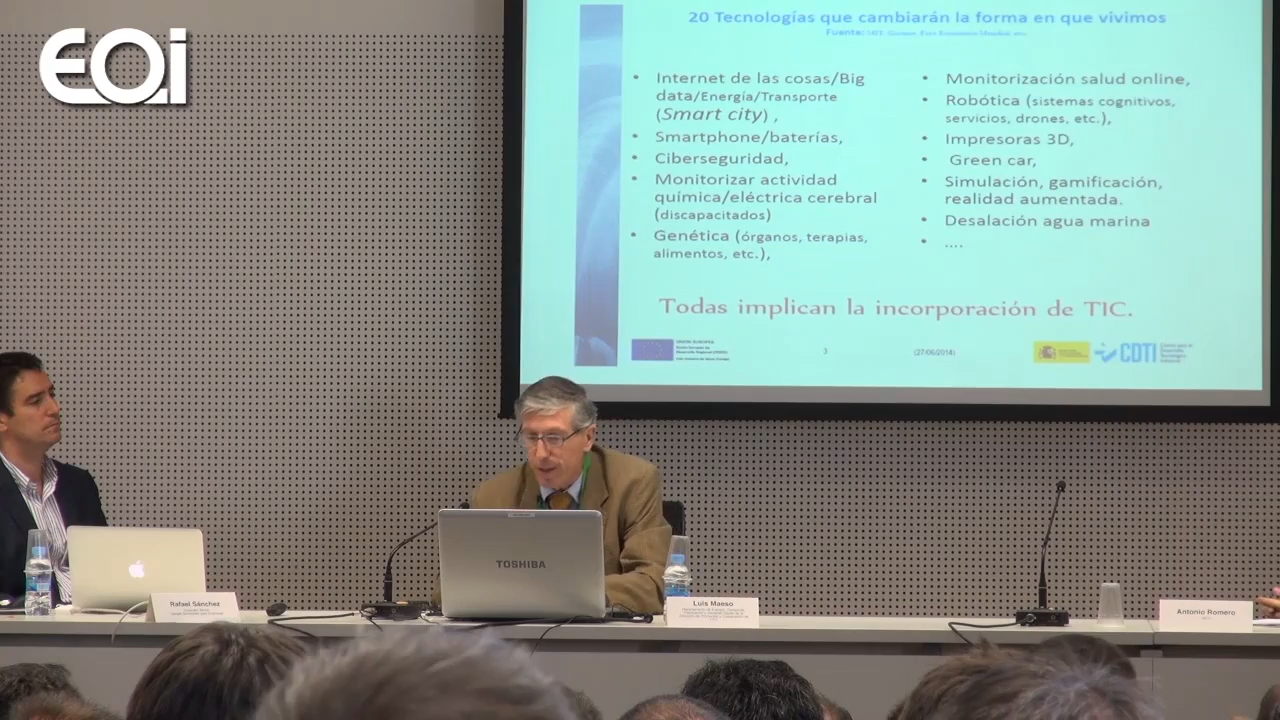 EOi
20 Tecnologías que cambiarán la forma en que vivimos
Fuente:
• Internet de las cosas/Big
data/Energía/Transporte
(Smart city) ,
• Smartphone/baterías,
• Ciberseguridad,
• Monitorizar actividad
química/eléctrica cerebral
(discapacitados)
• Genética (órganos, terapias,
alimentos, etc.),
• Monitorización salud online,
• Robótica (sistemas cognitivos,
servicios, drones, etc.),
• Impresoras 3D,
• Green car,
• Simulación, gamificación,
realidad aumentada.
• Desalación agua marina
• ....
Todas implican la incorporación de TIC.
UNION EUROPEA
3
(27/06/2014)
CDTI
TOSHIBA
Rafael Sánchez
Luis Maeso
Antonio Romero